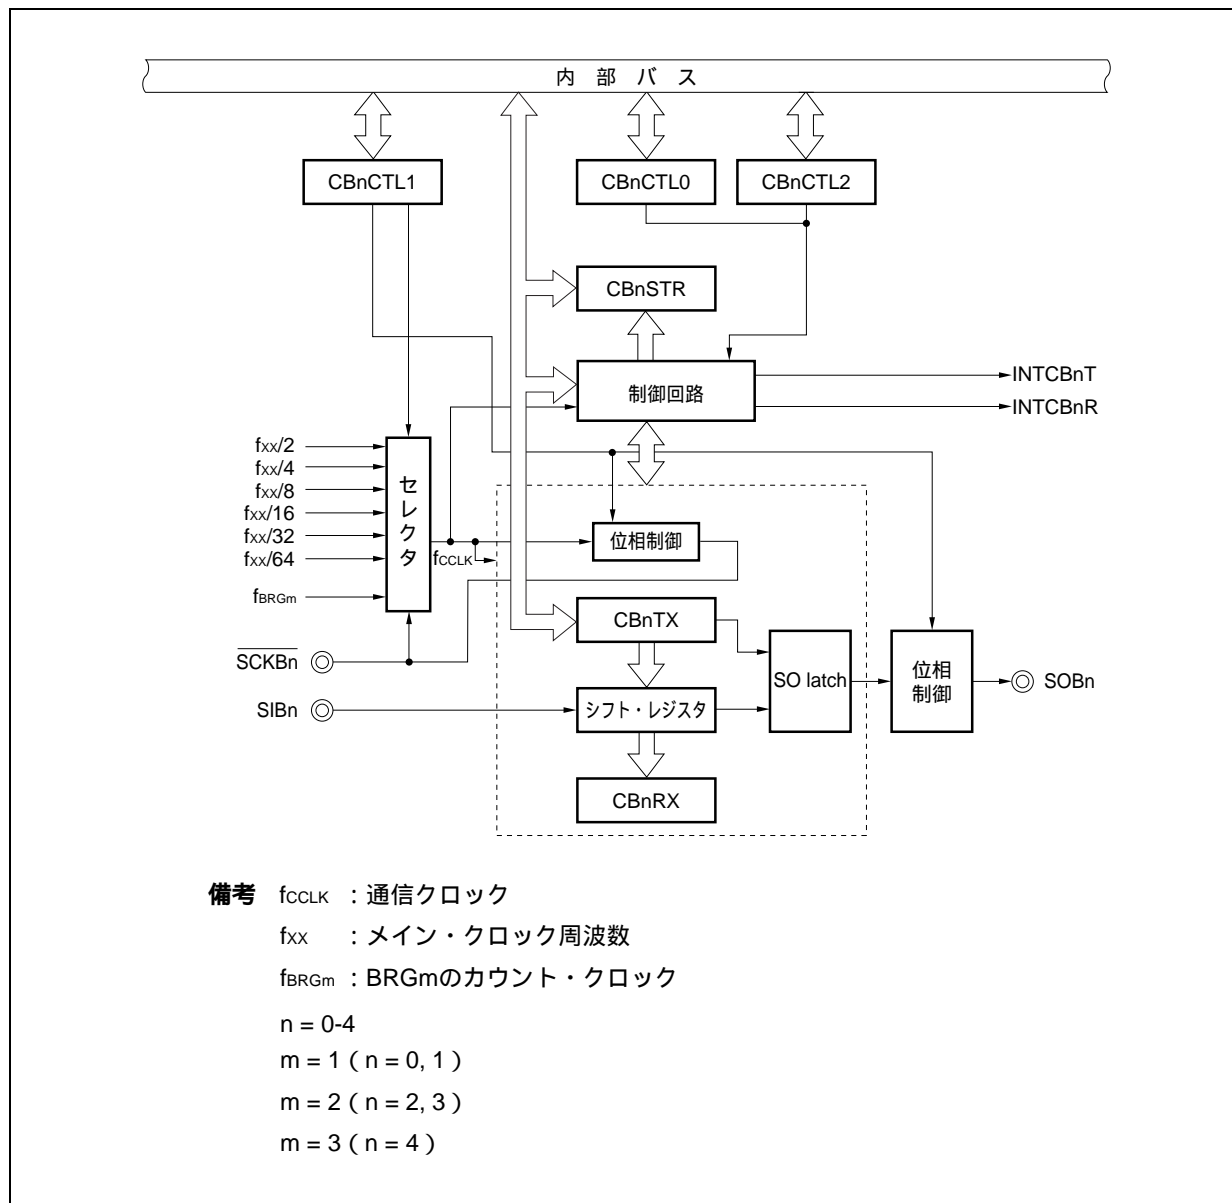 内 部 バ ス
CBnCTL1
CBnCTL0
CBnCTL2
CBnSTR
制御回路
INTCBnT
INTCBnR
fXX/2
fXX/4
fXX/8
fXX/16
fXX/32
fXX/64
fBRGm
セレクタ
fCCLK
位相制御
CBnTX
SCKBn
SIBn
シフト・レジスタ
SO latch
位相
制御
SOBn
CBnRX
備考 fCCLK :通信クロック
fXX :メイン・クロック周波数
fBRGm :BRGmのカウント・クロック
n = 0-4
m = 1(n = 0, 1)
m = 2(n = 2, 3)
m = 3(n = 4)